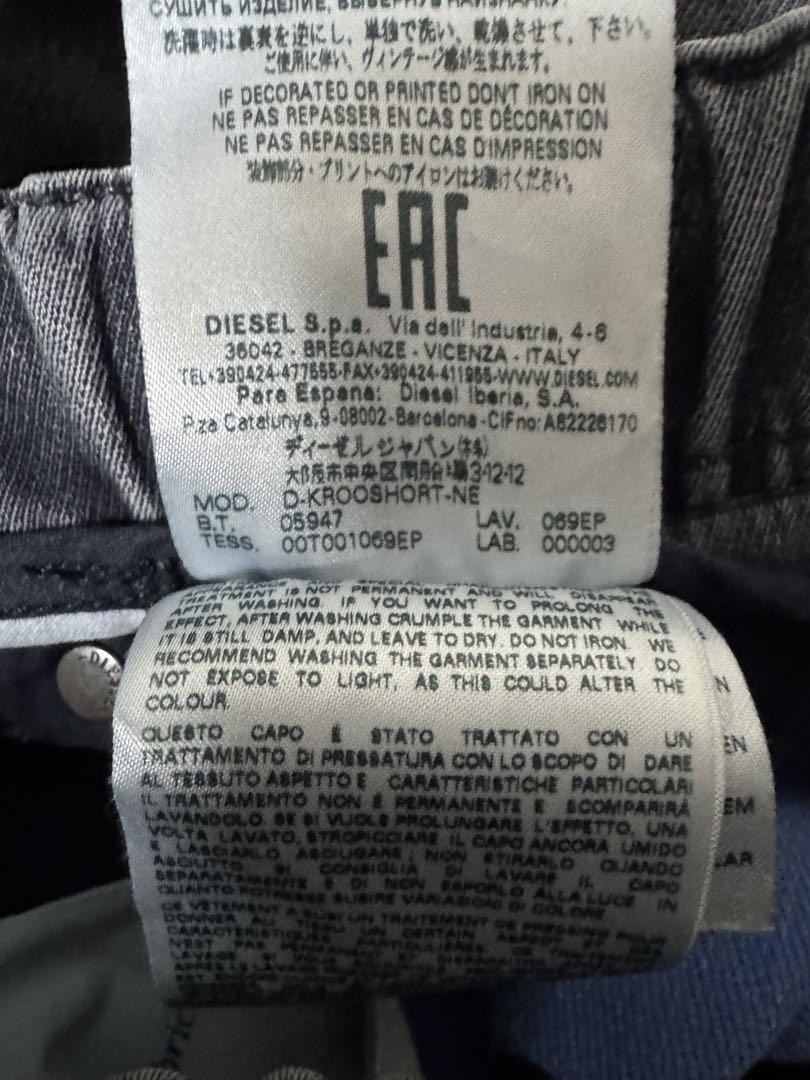 СУШИТЬ ИЗДЕЛИЕ, ВЫВЕРНУВ НАИЗНАНКУ.
洗濯時は裏裏を逆にし、単独で洗い、乾燥させて、下さい。
ご使用に伴い、ヴィンテージ感が生まれます。
IF DECORATED OR PRINTED DON'T IRON ON
NE PAS REPASSER EN CAS DE DÉCORATION
NE PAS REPASSER EN CAS D'IMPRESSION
装飾部分・プリントへのアイロンはお避けください。
EAC
DIESEL S.p.a. Via dell' Industria, 4-6
36042 - BREGANZE - VICENZA - ITALY
TEL+390424-477555-FAX+390424-411955-WWW.DIESEL.COM
Para Espana: Diesel Iberia, S.A.
P.za Catalunya,9-08002-Barcelona-CIFno:A62226170
ディーゼルジャパン(株)
大阪市中央区南船場3-12-12
MOD. D-KROOSHORT-NE
B.T. 05947 LAV. 069EP
TESS. 00T001069EP LAB. 000003
TREATMENT IS NOT PERMANENT AND WILL DISAPPEAR
AFTER WASHING. IF YOU WANT TO PROLONG THE
EFFECT, AFTER WASHING CRUMPLE THE GARMENT WHILE
IT IS STILL DAMP, AND LEAVE TO DRY. DO NOT IRON. WE
RECOMMEND WASHING THE GARMENT SEPARATELY DO
NOT EXPOSE TO LIGHT, AS THIS COULD ALTER THE
COLOUR
QUESTO CAPO È STATO TRATTATO CON UN
TRATTAMENTO DI PRESSATURA CON LO SCOPO DI DARE
AL TESSUTO ASPETTO E CARATTERISTICHE PARTICOLARI
IL TRATTAMENTO NON È PERMANENTE E SCOMPARIRÀ
LAVANDOLO SE SI VUOLE PROLUNGARE L'EFFETTO, UNA
VOLTA LAVATO, STROPICCIARE IL CAPO ANCORA UMIDO
E LASCIARLO ASCIUGARE; NON STIRARLO QUANDO
ASCIUTTO SI CONSIGLIA DI LAVARE IL CAPO
SEPARATAMENTE E DI NON ESPORLO ALLA LUCE IN
QUANTO POTREBBE SUBIRE VARIAZIONI DI COLORE
CE VETEMENT A SUBI UN TRAITEMENT DE PRESSING
DONNER AU TISSU UN CERTAIN ASPECT ET
CARACTERISTIQUES PARTICULIERES
N'EST PAS
LAVAGE
N
EN
EM
LAR
DIES